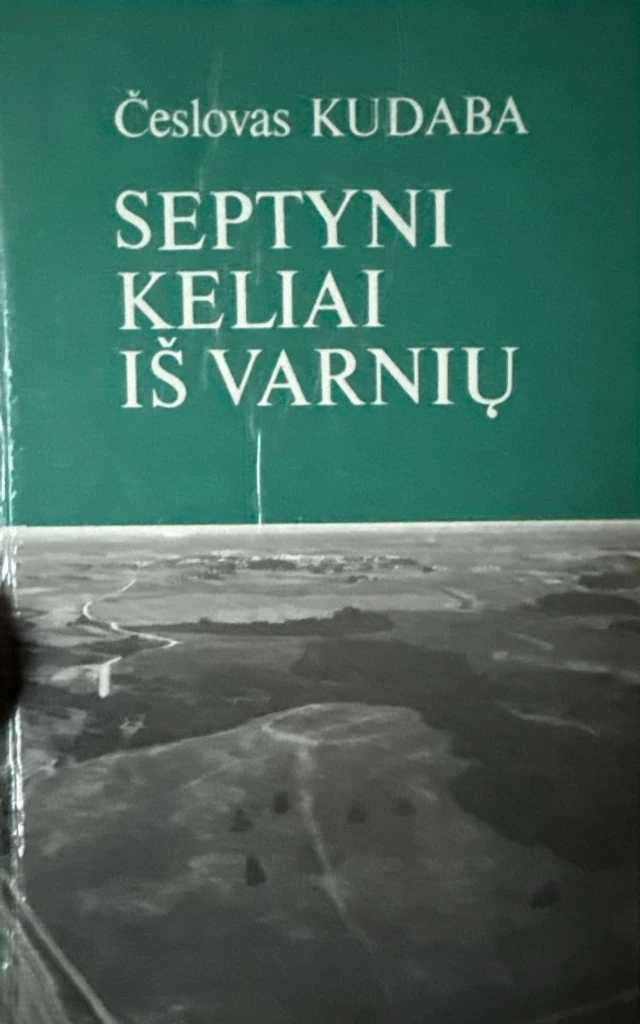 Česlovas KUDABA
SEPTYNI
KELIAI
IŠ VARNIŲ